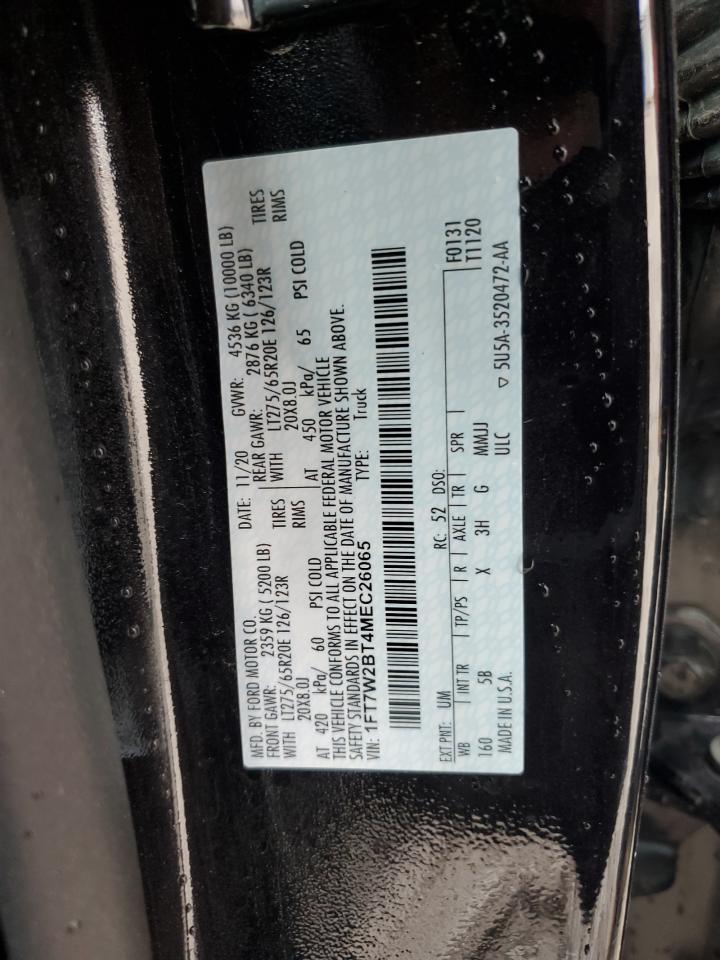 MFD. BY FORD MOTOR CO.
DATE: 11/20 GVWR: 4536 KG (10000 LB)
FRONT GAWR: 2359 KG ( 5200 LB) REAR GAWR: 2876 KG ( 6340 LB)
WITH LT275/65R20E 126/123R TIRES WITH LT275/65R20E 126/123R TIRES
20X8.0J RIMS 20X8.0J RIMS
AT 420 kPa/ 60 PSI COLD AT 450 kPa/ 65 PSI COLD
THIS VEHICLE CONFORMS TO ALL APPLICABLE FEDERAL MOTOR VEHICLE
SAFETY STANDARDS IN EFFECT ON THE DATE OF MANUFACTURE SHOWN ABOVE.
VIN: 1FT7W2BT4MEC26065 TYPE: Truck
F0131
T1120
EXT PNT: UM RC: 52 DSO:
WB INT TR TP/PS R AXLE TR SPR
160 5B X 3H G MMUJ
MADE IN U.S.A. ULC ▽ 5U5A-3520472-AA